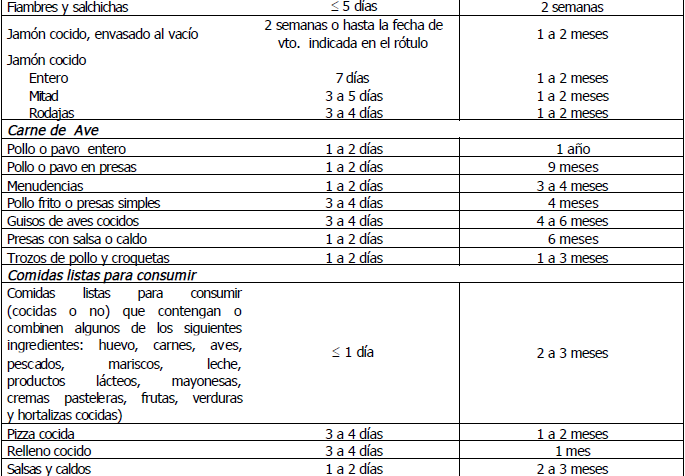 Fiambres y salchichas ≤ 5 días 2 semanas
Jamón cocido, envasado al vacío 2 semanas o hasta la fecha de vto. indicada en el rótulo 1 a 2 meses
Jamón cocido
Entero 7 días 1 a 2 meses
Mitad 3 a 5 días 1 a 2 meses
Rodajas 3 a 4 días 1 a 2 meses
Carne de Ave
Pollo o pavo entero 1 a 2 días 1 año
Pollo o pavo en presas 1 a 2 días 9 meses
Menudencias 1 a 2 días 3 a 4 meses
Pollo frito o presas simples 3 a 4 días 4 meses
Guisos de aves cocidos 3 a 4 días 4 a 6 meses
Presas con salsa o caldo 1 a 2 días 6 meses
Trozos de pollo y croquetas 1 a 2 días 1 a 3 meses
Comidas listas para consumir
Comidas listas para consumir
(cocidas o no) que contengan o
combinen algunos de los siguientes
ingredientes: huevo, carnes, aves,
pescados, mariscos, leche,
productos lácteos, mayonesas,
cremas pasteleras, frutas, verduras
y hortalizas cocidas) ≤ 1 día 2 a 3 meses
Pizza cocida 3 a 4 días 1 a 2 meses
Relleno cocido 3 a 4 días 1 mes
Salsas y caldos 1 a 2 días 2 a 3 meses